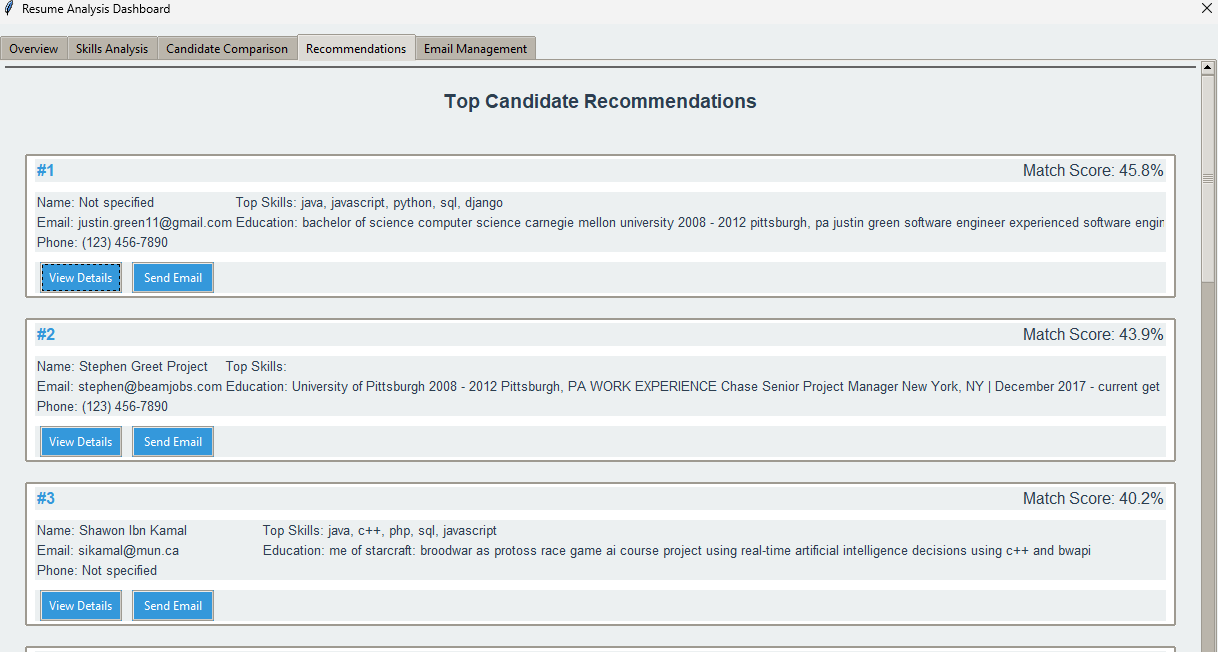 Resume Analysis Dashboard
Overview Skills Analysis Candidate Comparison Recommendations Email Management
Top Candidate Recommendations
#1 Match Score: 45.8%
Name: Not specified Top Skills: java, javascript, python, sql, django
Email: justin.green11@gmail.com Education: bachelor of science computer science carnegie mellon university 2008 - 2012 pittsburgh, pa justin green software engineer experienced software engin
Phone: (123) 456-7890
View Details Send Email
#2 Match Score: 43.9%
Name: Stephen Greet Project Top Skills:
Email: stephen@beamjobs.com Education: University of Pittsburgh 2008 - 2012 Pittsburgh, PA WORK EXPERIENCE Chase Senior Project Manager New York, NY | December 2017 - current get
Phone: (123) 456-7890
View Details Send Email
#3 Match Score: 40.2%
Name: Shawon Ibn Kamal Top Skills: java, c++, php, sql, javascript
Email: sikamal@mun.ca Education: me of starcraft: broodwar as protoss race game ai course project using real-time artificial intelligence decisions using c++ and bwapi
Phone: Not specified
View Details Send Email